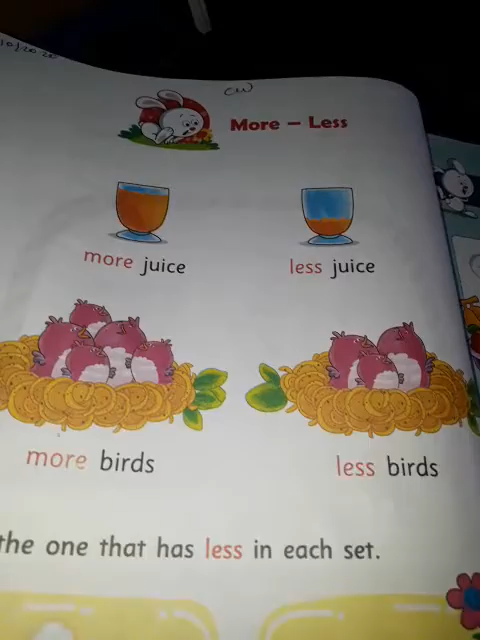 CW
More – Less
more juice less juice
more birds less birds
the one that has less in each set.